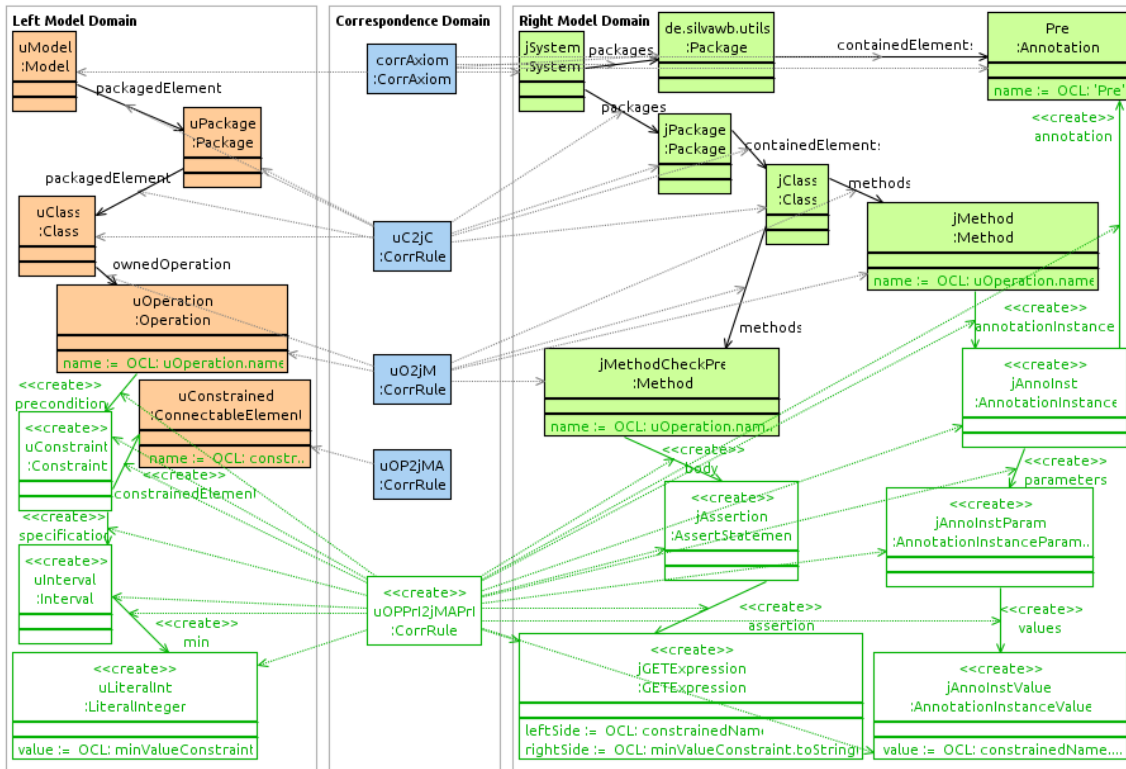 Left Model Domain
uModel
:Model
packagedElement
uPackage
:Package
packagedElement
uClass
:Class
ownedOperation
uOperation
:Operation
name := OCL: uOperation.name
<<create>>
precondition
uConstrained
:ConnectableElement
name := OCL: constr..
<<create>>
uConstraint
:Constraint
<<create>>
constrainedElement
<<create>>
specification
<<create>>
uInterval
:Interval
<<create>>
min
<<create>>
uLiteralInt
:LiteralInteger
value := OCL: minValueConstraint
Correspondence Domain
corrAxiom
:CorrAxiom
uC2jC
:CorrRule
uO2jM
:CorrRule
uOP2jMA
:CorrRule
<<create>>
uOPPrI2jMAPrI
:CorrRule
Right Model Domain
jSystem
:System
packages
de.silvawb.utils
:Package
containedElements
Pre
:Annotation
name := OCL: 'Pre'
<<create>>
annotation
packages
jPackage
:Package
containedElements
jClass
:Class
methods
jMethod
:Method
name := OCL: uOperation.name
<<create>>
annotationInstance
methods
jMethodCheckPre
:Method
name := OCL: uOperation.nam..
<<create>>
jAnnoInst
:AnnotationInstance
<<create>>
body
<<create>>
parameters
<<create>>
jAssertion
:AssertStatemen
<<create>>
jAnnoInstParam
:AnnotationInstanceParam..
<<create>>
assertion
<<create>>
values
<<create>>
jGETExpression
:GETExpression
leftSide := OCL: constrainedName
rightSide := OCL: minValueConstraint.toString(
<<create>>
jAnnoInstValue
:AnnotationInstanceValue
value := OCL: constrainedName....